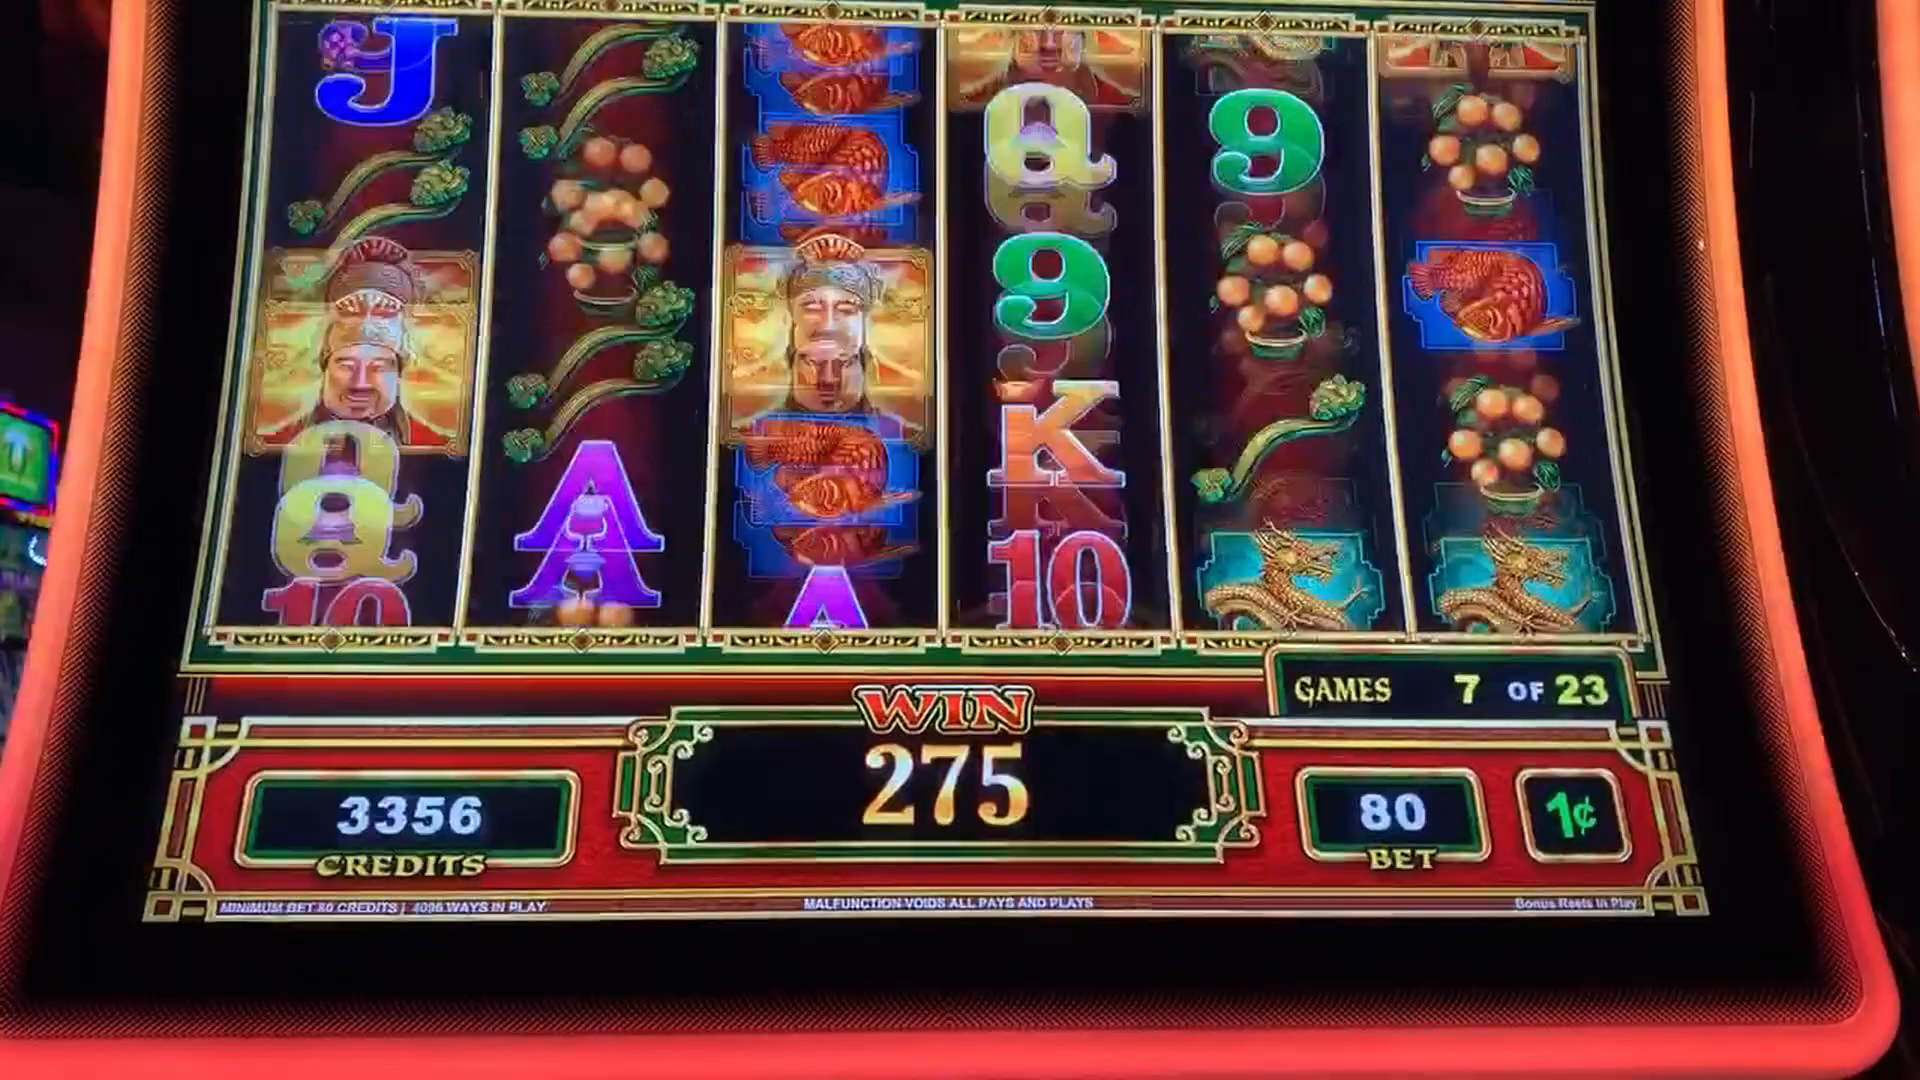 J
Q
9
9
K
Q
A
10
10
A
GAMES 7 OF 23
WIN
275
3356
CREDITS
80
BET
1¢
MINIMUM BET 80 CREDITS | 4096 WAYS IN PLAY
MALFUNCTION VOIDS ALL PAYS AND PLAYS
Bonus Reels In Play